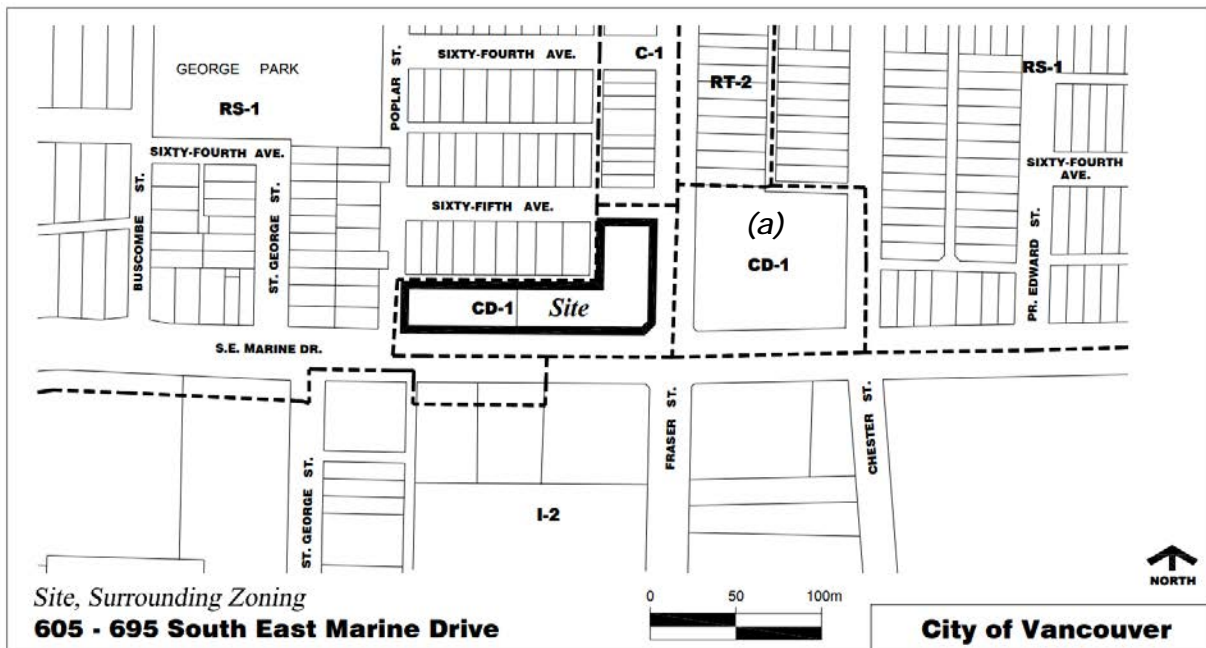 C-1
SIXTY-FOURTH AVE.
POPLAR ST.
GEORGE PARK
RS-1
RT-2
RS-1
SIXTY-FOURTH AVE.
SIXTY-FOURTH
AVE.
BUSCOMBE ST.
ST. GEORGE ST.
SIXTY-FIFTH AVE.
(a)
CD-1
PR. EDWARD ST.
CD-1
Site
S.E. MARINE DR.
FRASER ST.
CHESTER ST.
ST. GEORGE ST.
I-2
NORTH
Site, Surrounding Zoning
605 - 695 South East Marine Drive
0 50 100m
City of Vancouver